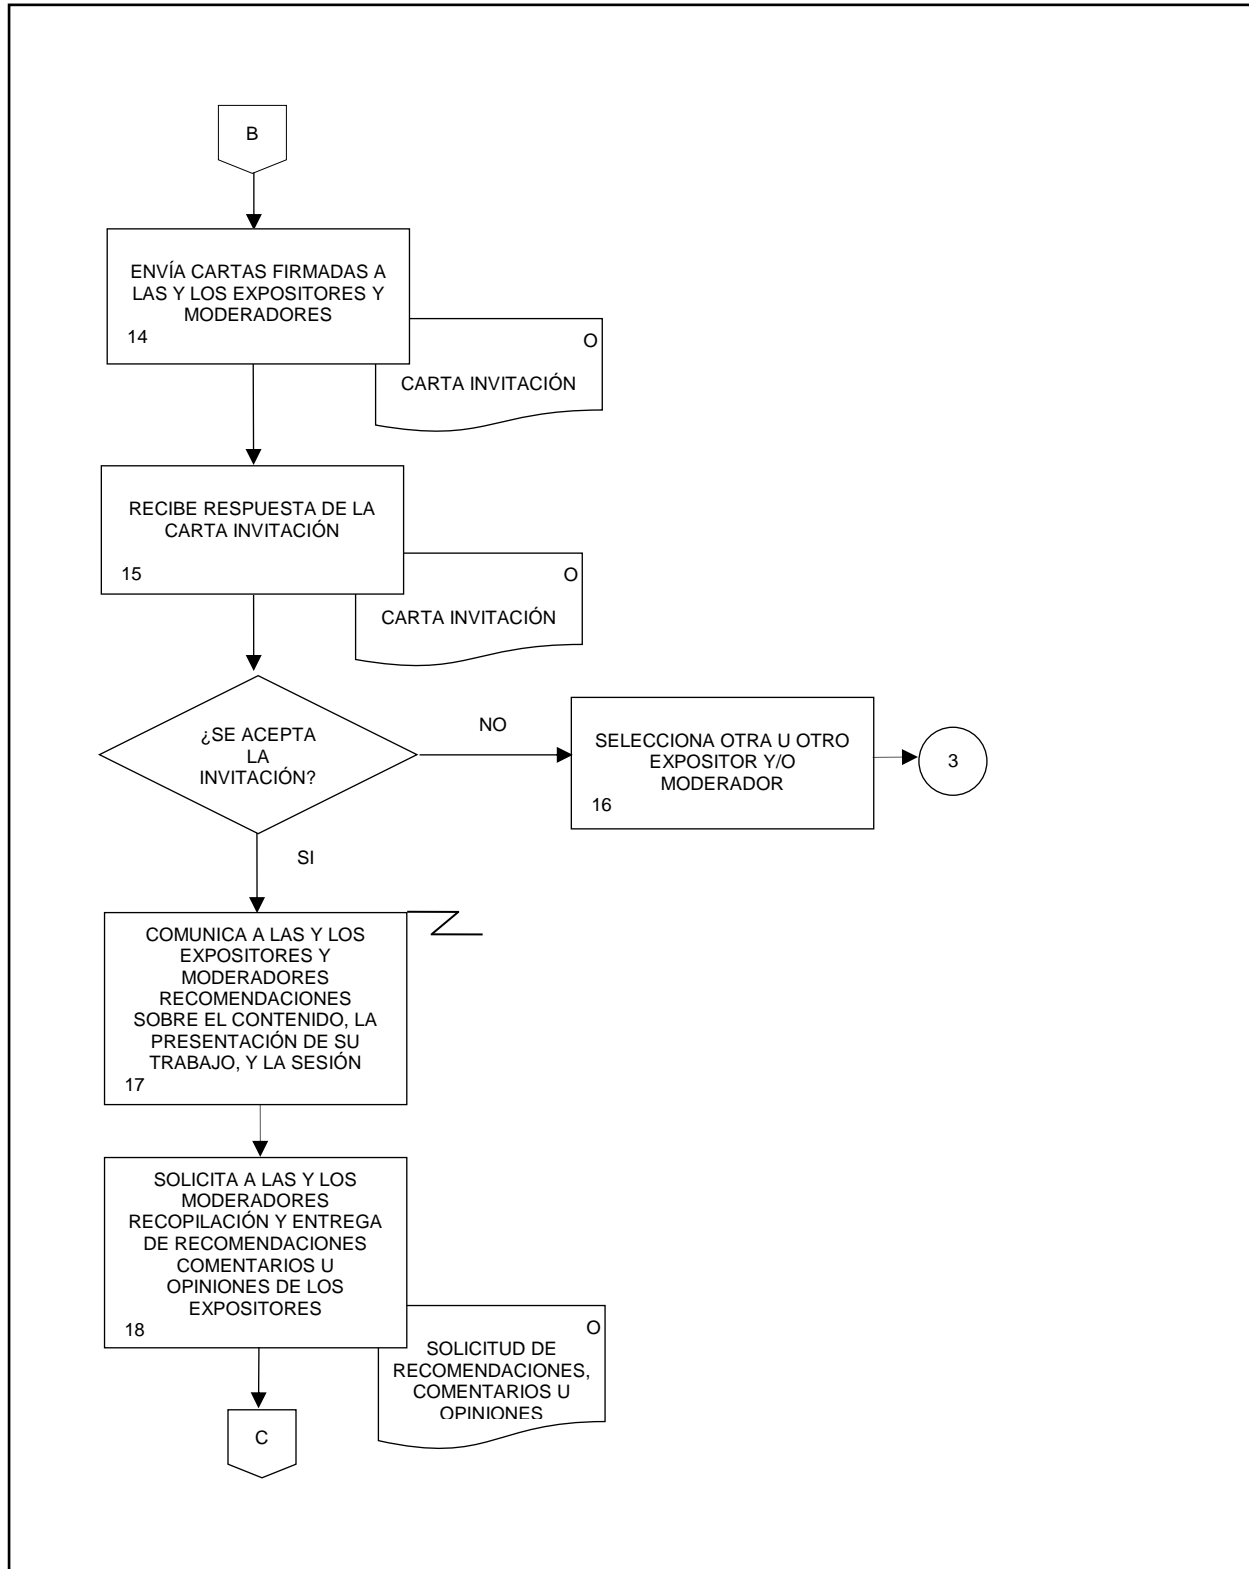 B
ENVÍA CARTAS FIRMADAS A
LAS Y LOS EXPOSITORES Y
MODERADORES
14
O
CARTA INVITACIÓN
RECIBE RESPUESTA DE LA
CARTA INVITACIÓN
15
O
CARTA INVITACIÓN
¿SE ACEPTA
LA
INVITACIÓN?
NO
SELECCIONA OTRA U OTRO
EXPOSITOR Y/O
MODERADOR
16
3
SI
COMUNICA A LAS Y LOS
EXPOSITORES Y
MODERADORES
RECOMENDACIONES
SOBRE EL CONTENIDO, LA
PRESENTACIÓN DE SU
TRABAJO, Y LA SESIÓN
17
SOLICITA A LAS Y LOS
MODERADORES
RECOPILACIÓN Y ENTREGA
DE RECOMENDACIONES
COMENTARIOS U
OPINIONES DE LOS
EXPOSITORES
18
O
SOLICITUD DE
RECOMENDACIONES,
COMENTARIOS U
OPINIONES
C